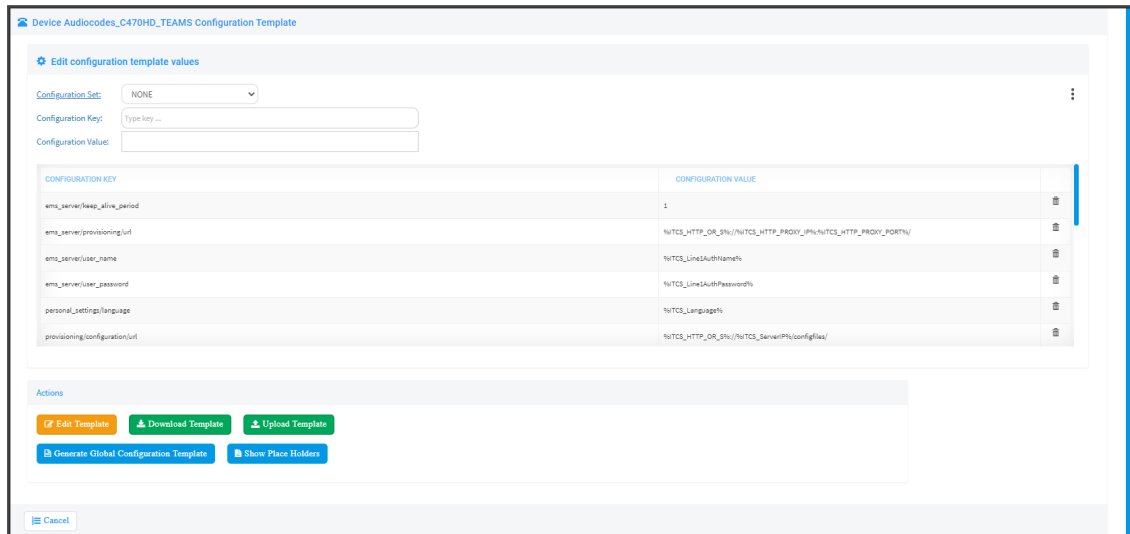 Device Audiocodes_C470HD_TEAMS Configuration Template
Edit configuration template values
Configuration Set: NONE
Configuration Key: Type key ...
Configuration Value:
CONFIGURATION KEY CONFIGURATION VALUE
ems_server/keep_alive_period 1
ems_server/provisioning/url %ITCS_HTTP_OR_S%://%ITCS_HTTP_PROXY_IP%:%ITCS_HTTP_PROXY_PORT%/
ems_server/user_name %ITCS_Line1AuthName%
ems_server/user_password %ITCS_Line1AuthPassword%
personal_settings/language %ITCS_Language%
provisioning/configuration/url %ITCS_HTTP_OR_S%://%ITCS_ServerIP%/configfiles/
Actions
Edit Template Download Template Upload Template
Generate Global Configuration Template Show Place Holders
Cancel